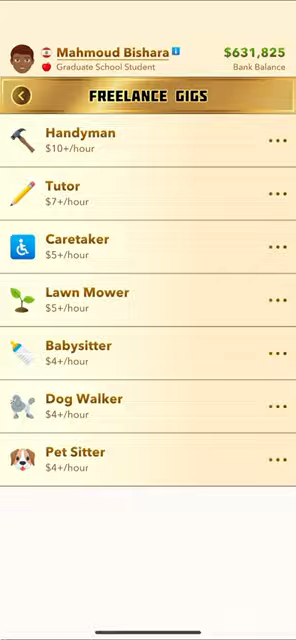 Mahmoud Bishara
$631,825
Graduate School Student
Bank Balance
FREELANCE GIGS
Handyman
$10+/hour
Tutor
$7+/hour
Caretaker
$5+/hour
Lawn Mower
$5+/hour
Babysitter
$4+/hour
Dog Walker
$4+/hour
Pet Sitter
$4+/hour